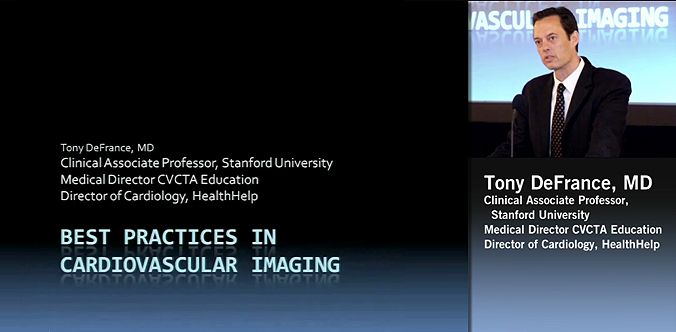 Tony DeFrance, MD
Clinical Associate Professor, Stanford University
Medical Director CVCTA Education
Director of Cardiology, HealthHelp
BEST PRACTICES IN
CARDIOVASCULAR IMAGING
VASCULAR IMAGING
Tony DeFrance, MD
Clinical Associate Professor,
Stanford University
Medical Director CVCTA Education
Director of Cardiology, HealthHelp